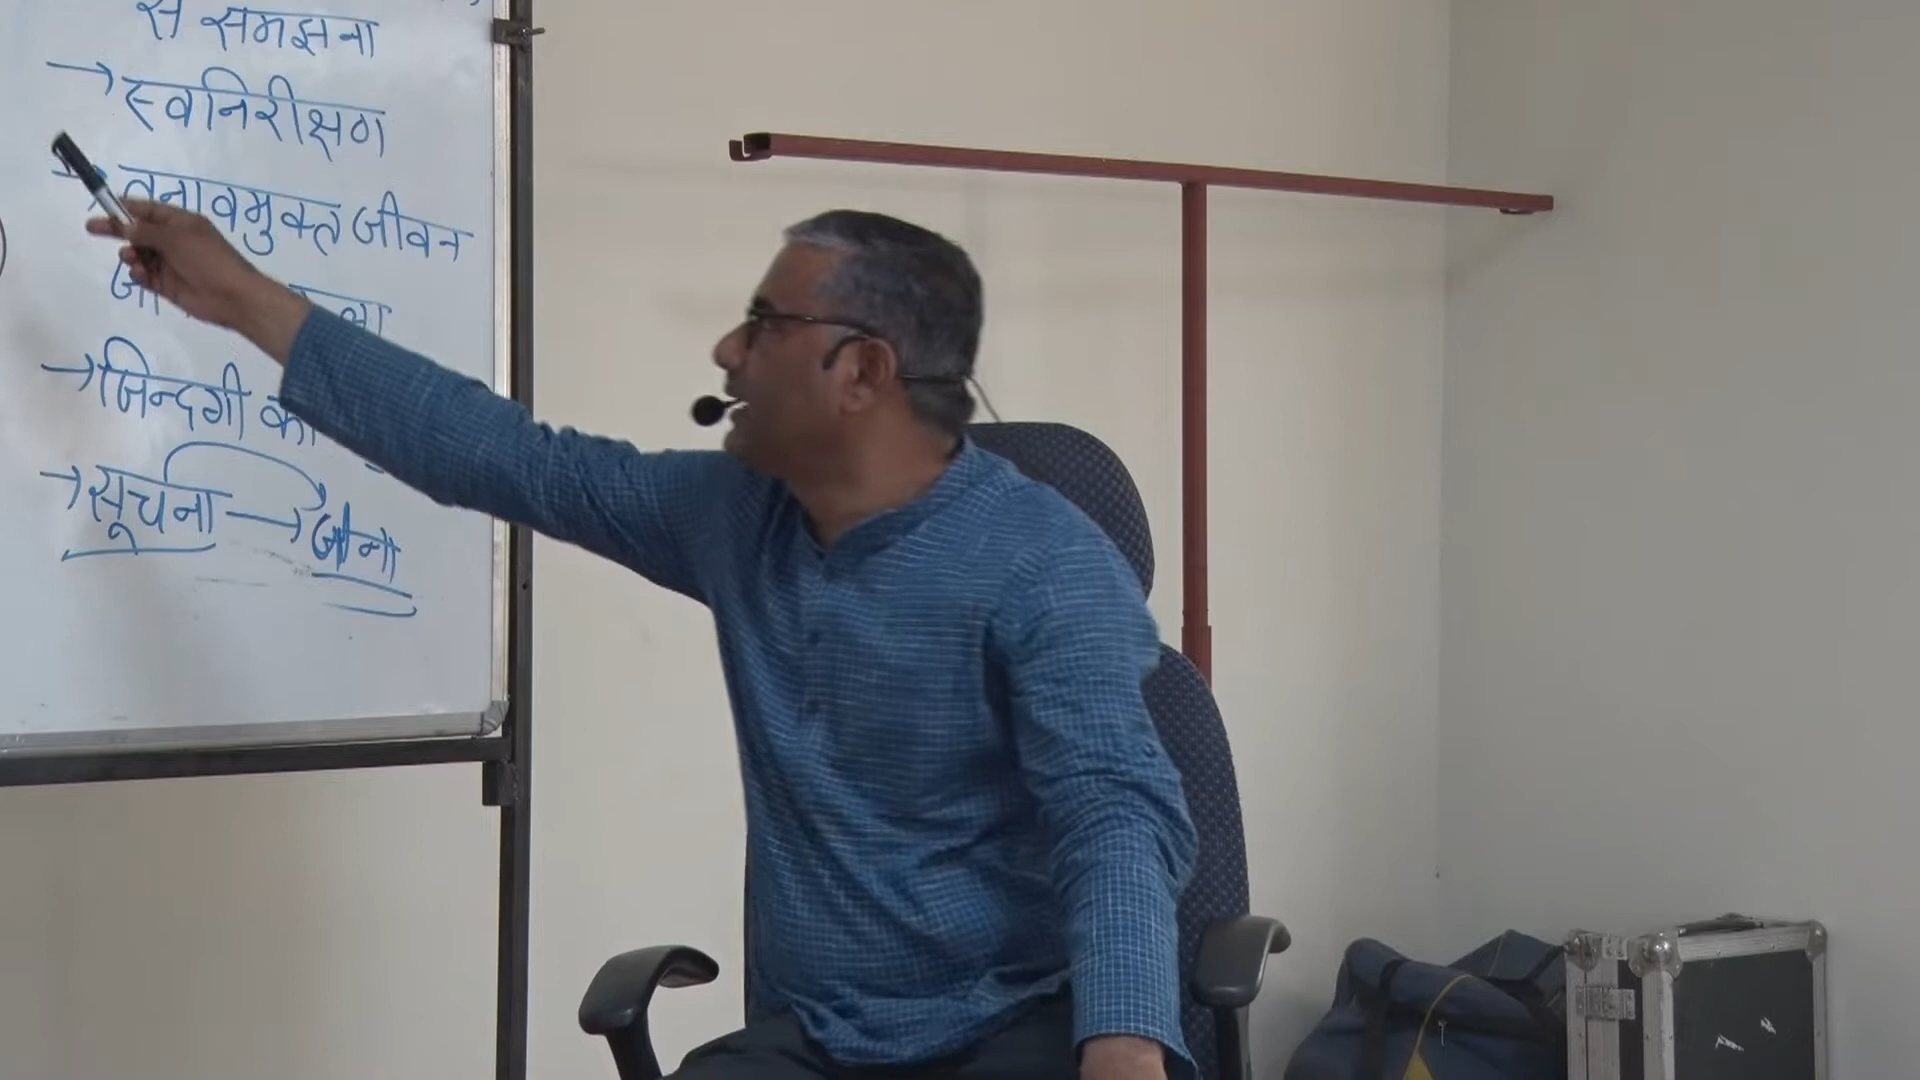 से समझना
→ स्वनिरीक्षण
→ तनावमुक्त जीवन
→ जिन्दगी
→ सूचना → जीना